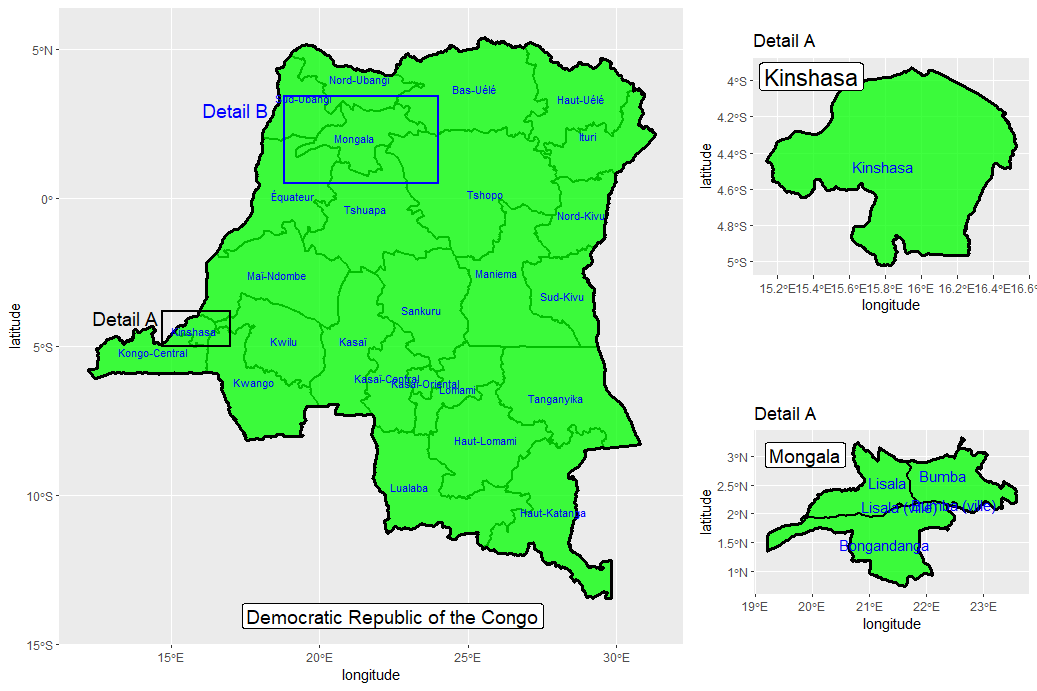 5°N
0°
5°S
10°S
15°S
latitude
15°E
20°E
25°E
30°E
longitude
Nord-Ubangi
Bas-Uélé
Sud-Ubangi
Haut-Uélé
Detail B
Mongala
Ituri
Équateur
Tshopo
Tshuapa
Nord-Kivu
Maï-Ndombe
Maniema
Sud-Kivu
Detail A
Sankuru
Kinshasa
Kongo-Central
Kwilu
Kasaï
Kwango
Kasaï-Central
Kasaï-Oriental
Lomami
Tanganyika
Haut-Lomami
Lualaba
Haut-Katanga
Democratic Republic of the Congo
Detail A
Kinshasa
Kinshasa
4°S
4.2°S
4.4°S
4.6°S
4.8°S
5°S
latitude
15.2°E
15.4°E
15.6°E
15.8°E
16°E
16.2°E
16.4°E
16.6°E
longitude
Detail A
Mongala
Lisala
Bumba
Lisala (ville)
Bumba (ville)
Bongandanga
3°N
2.5°N
2°N
1.5°N
1°N
latitude
19°E
20°E
21°E
22°E
23°E
longitude